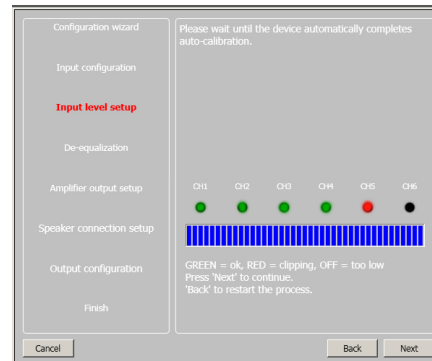 Configuration wizard
Input configuration
Input level setup
De-equalization
Amplifier output setup
Speaker connection setup
Output configuration
Finish
Please wait until the device automatically completes
auto-calibration.
CH1 CH2 CH3 CH4 CH5 CH6
GREEN = ok, RED = clipping, OFF = too low
Press 'Next' to continue.
'Back' to restart the process.
Cancel Back Next